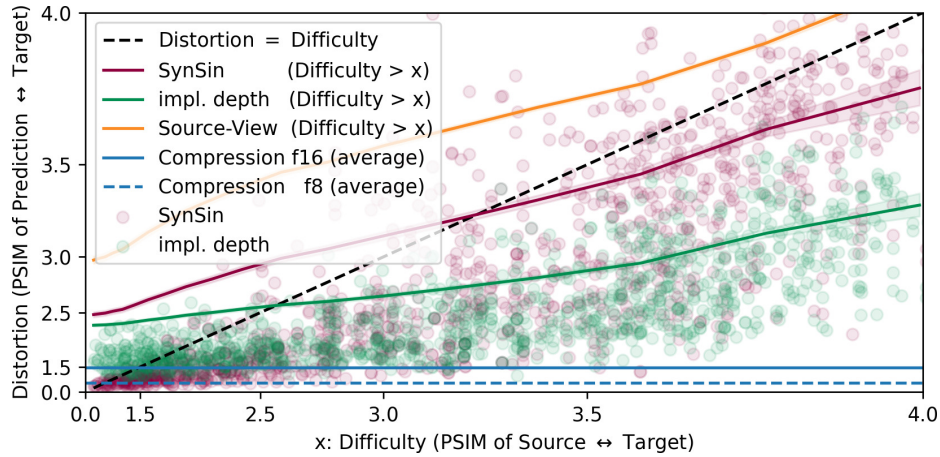 4.0
3.5
3.0
2.5
1.5
0.0
Distortion (PSIM of Prediction ↔ Target)
Distortion = Difficulty
SynSin (Difficulty > x)
impl. depth (Difficulty > x)
Source-View (Difficulty > x)
Compression f16 (average)
Compression f8 (average)
SynSin
impl. depth
0.0 1.5 2.5 3.0 3.5 4.0
x: Difficulty (PSIM of Source ↔ Target)